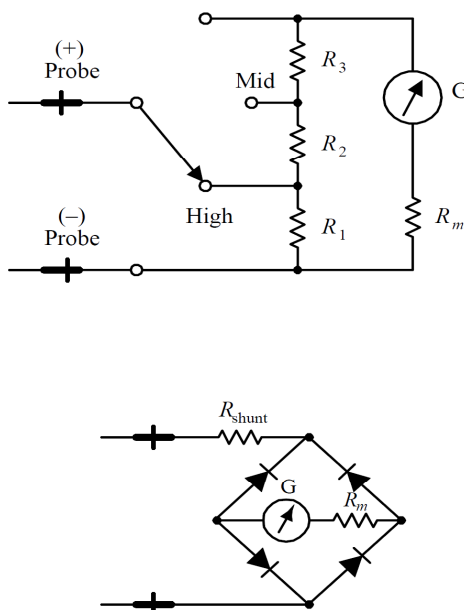 (+)
Probe
Mid
R3
G
R2
High
R1
Rm
(–)
Probe
Rshunt
G
Rm